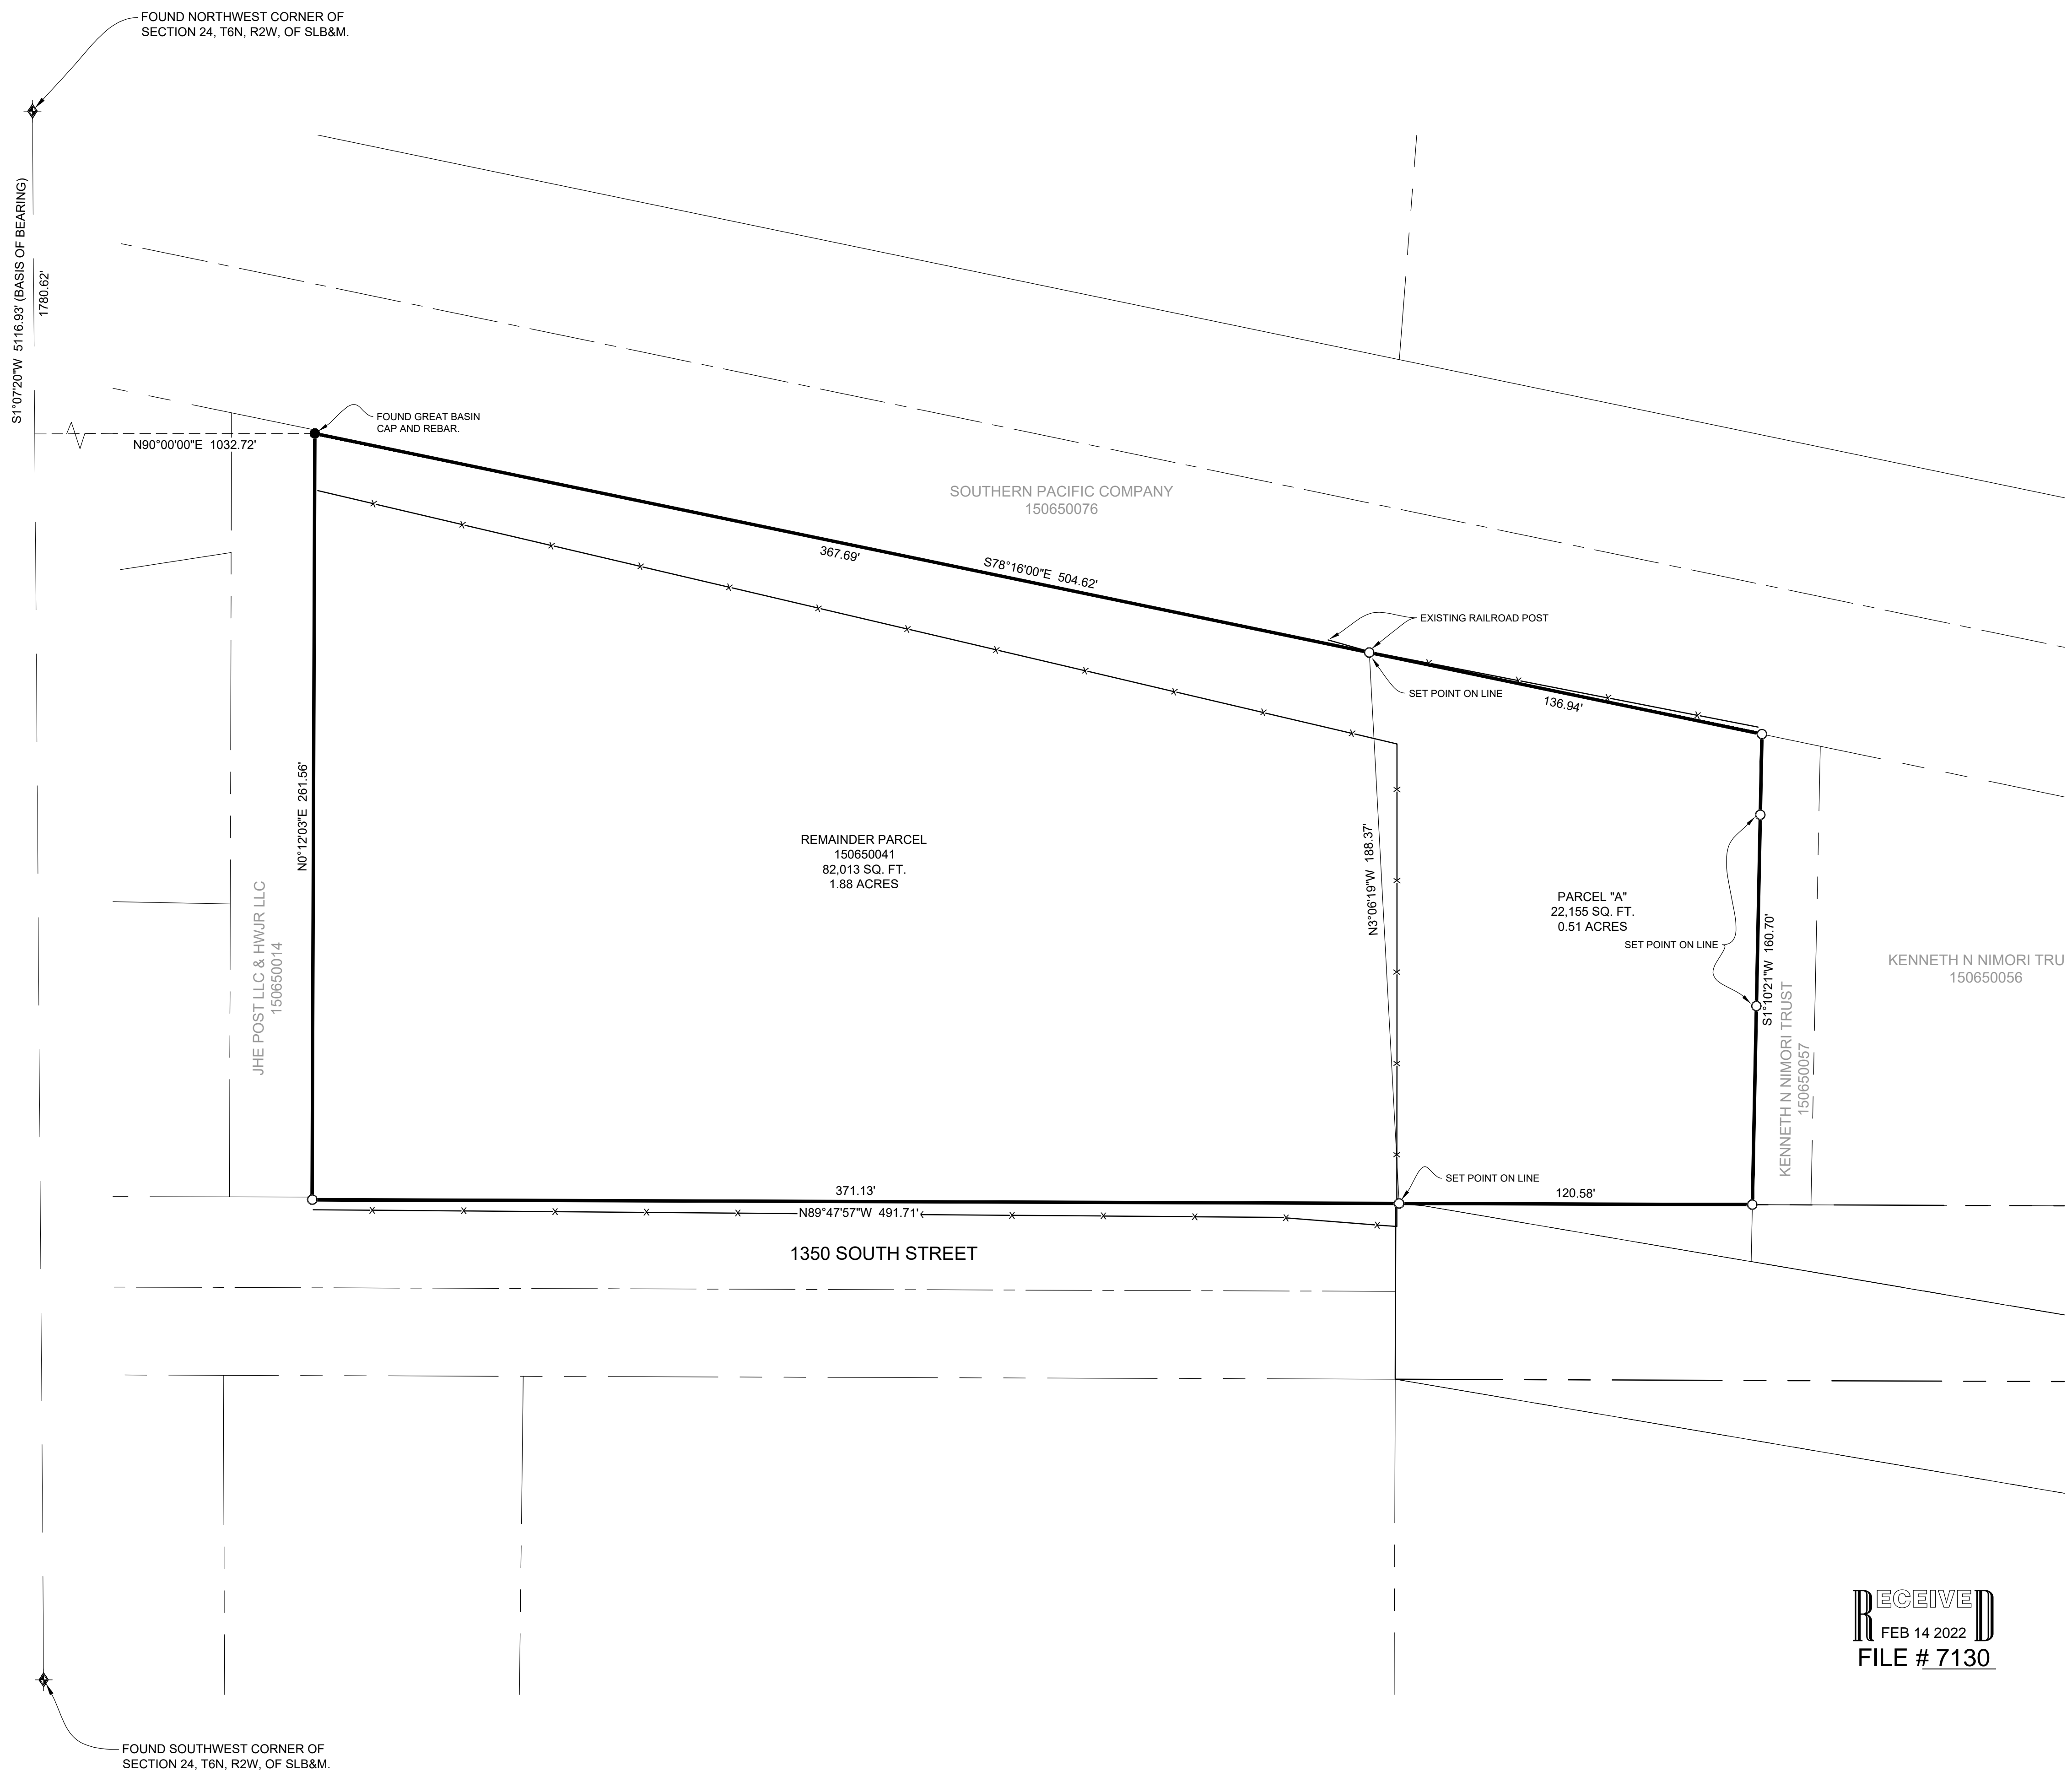 FOUND NORTHWEST CORNER OF
SECTION 24, T6N, R2W, OF SLB&M.
S1°07'20"W 5116.93' (BASIS OF BEARING)
1780.62'
N90°00'00"E 1032.72'
FOUND GREAT BASIN
CAP AND REBAR.
SOUTHERN PACIFIC COMPANY
150650076
367.69'
S78°16'00"E 504.62'
EXISTING RAILROAD POST
SET POINT ON LINE
136.94'
N0°12'03"E 261.56'
REMAINDER PARCEL
150650041
82,013 SQ. FT.
1.88 ACRES
N3°06'19"W 188.37'
PARCEL "A"
22,155 SQ. FT.
0.51 ACRES
SET POINT ON LINE
S1°10'21"W 160.70'
JHE POST LLC & HWJR LLC
150650014
KENNETH N NIMORI TRUST
150650057
KENNETH N NIMORI TRU
150650056
371.13'
SET POINT ON LINE
120.58'
N89°47'57"W 491.71'
1350 SOUTH STREET
RECEIVED
FEB 14 2022
FILE # 7130
FOUND SOUTHWEST CORNER OF
SECTION 24, T6N, R2W, OF SLB&M.